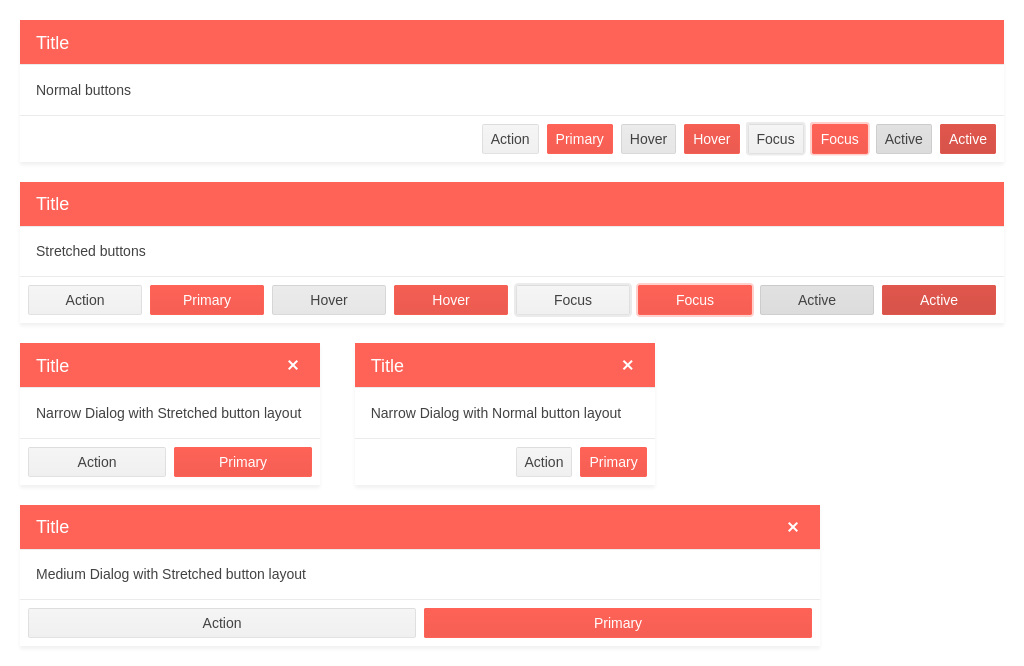 Title
Normal buttons
Action Primary Hover Hover Focus Focus Active Active
Title
Stretched buttons
Action Primary Hover Hover Focus Focus Active Active
Title
Narrow Dialog with Stretched button layout
Action Primary
Title
Narrow Dialog with Normal button layout
Action Primary
Title
Medium Dialog with Stretched button layout
Action Primary